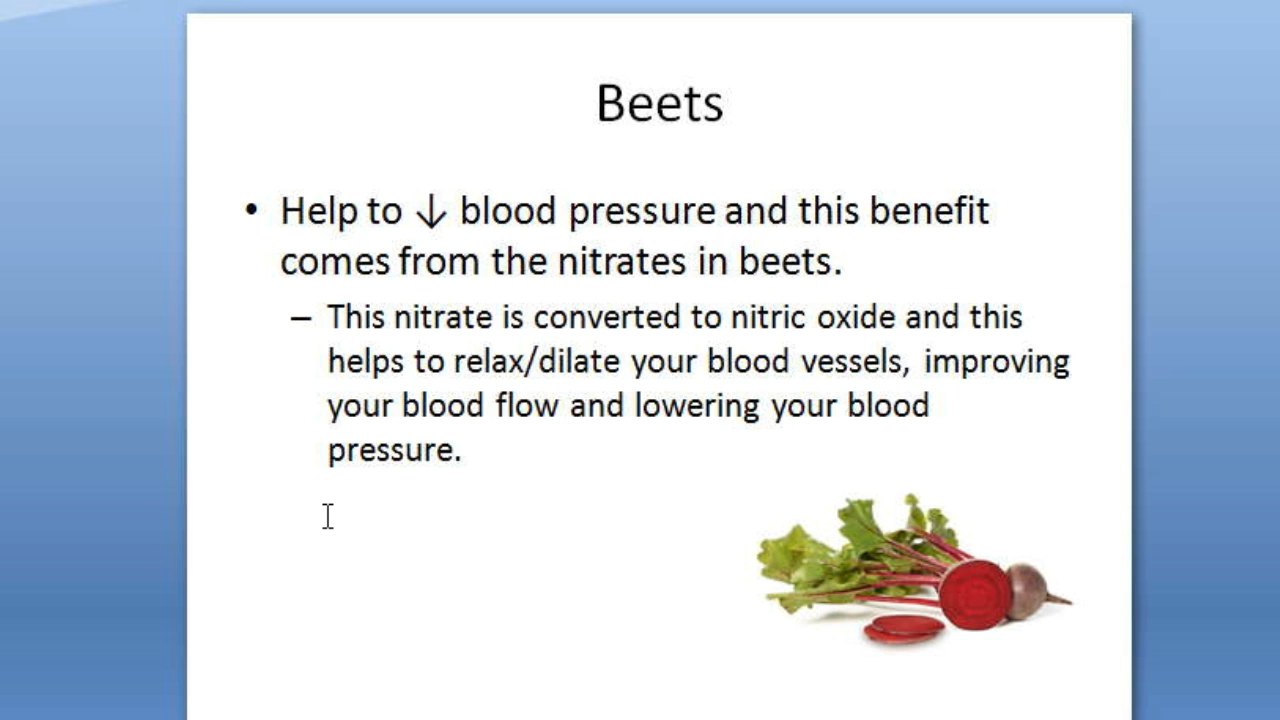 Beets
• Help to ↓ blood pressure and this benefit
comes from the nitrates in beets.
– This nitrate is converted to nitric oxide and this
helps to relax/dilate your blood vessels, improving
your blood flow and lowering your blood
pressure.